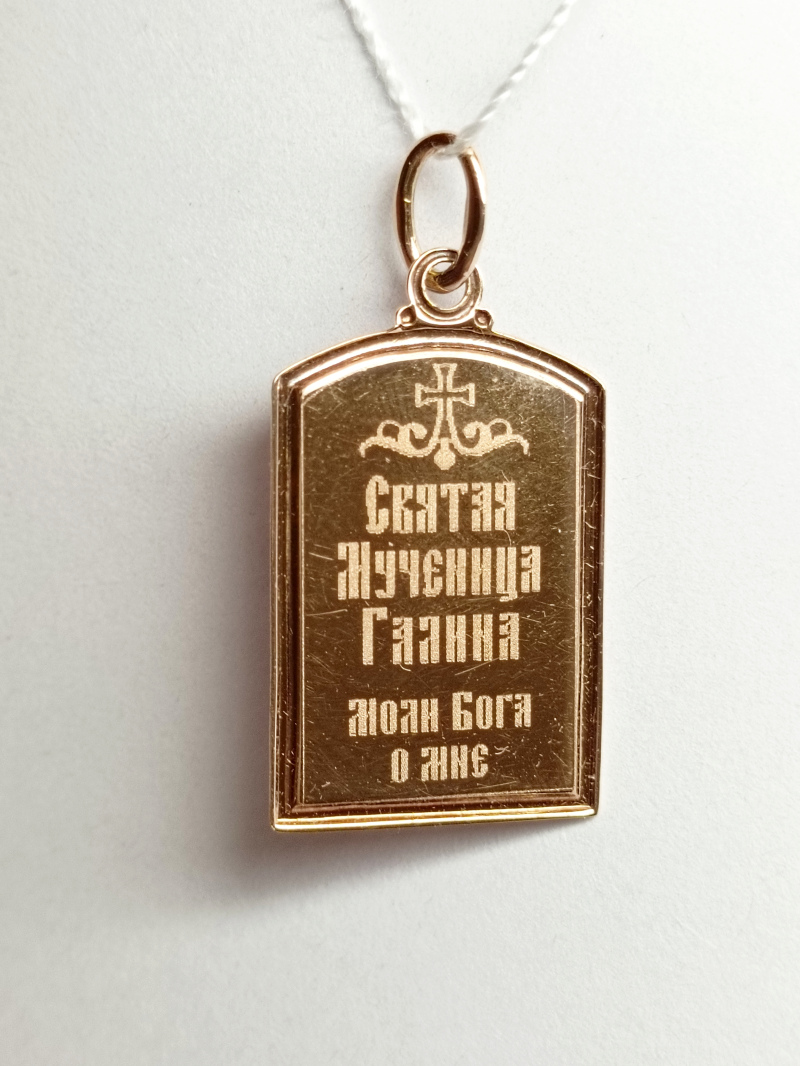 Святая
Мученица
Галина
моли Бога
о мне